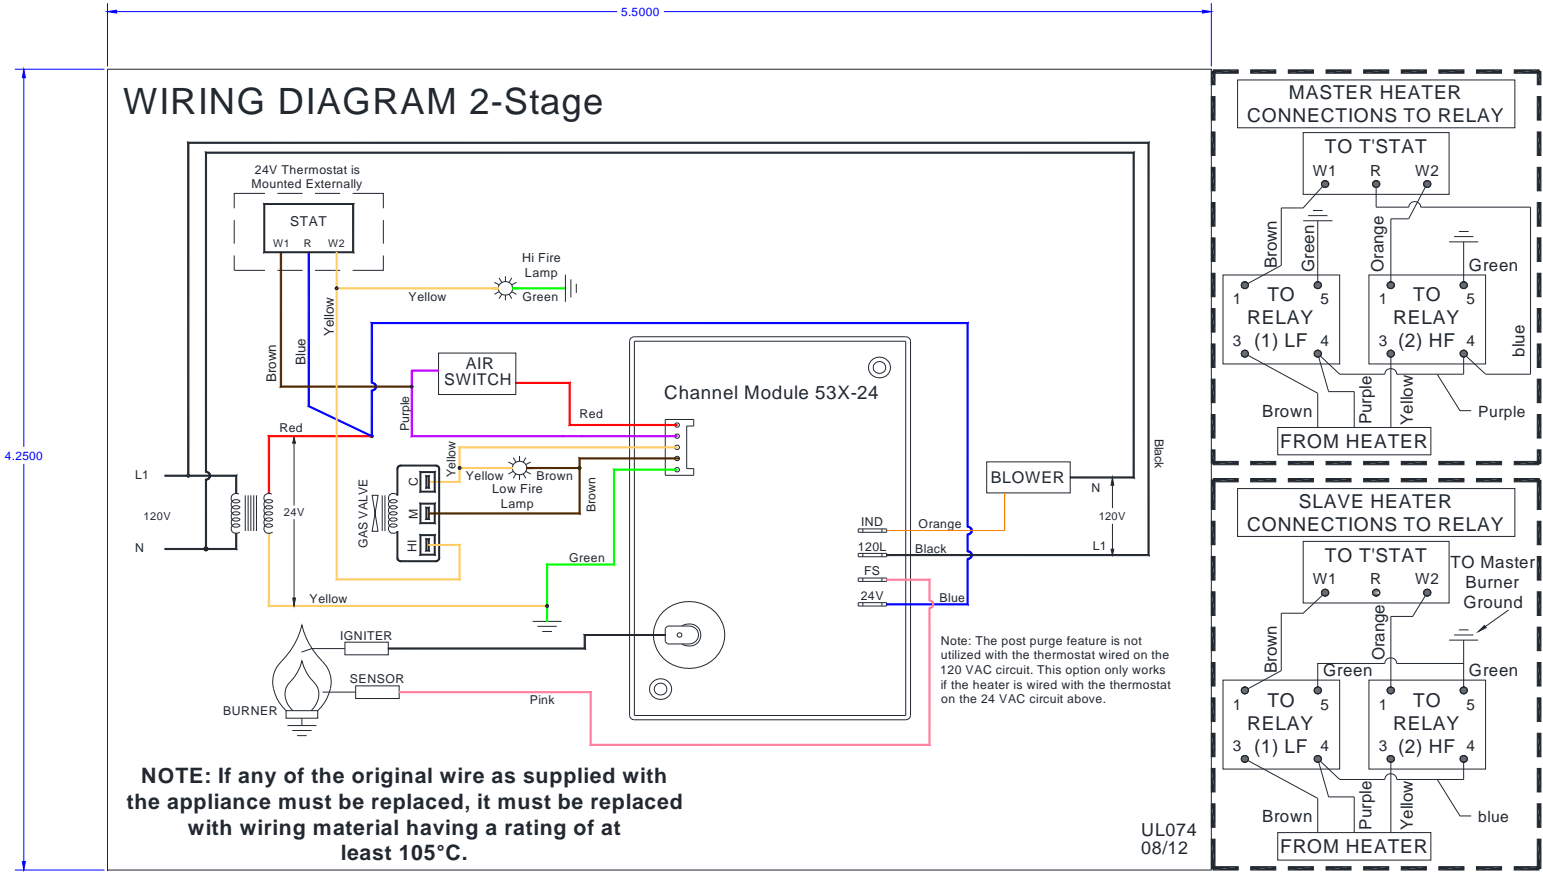 5.5000
4.2500
WIRING DIAGRAM 2-Stage
24V Thermostat is
Mounted Externally
STAT
W1 R W2
Hi Fire
Lamp
Yellow
Green
Yellow
Blue
Brown
AIR
SWITCH
Purple
Red
Red
Channel Module 53X-24
Yellow
Yellow
Brown
Low Fire
Lamp
Brown
GAS VALVE
C
M
HI
L1
120V
N
24V
Green
Yellow
IND
120L
FS
24V
Orange
Black
Blue
BLOWER
N
120V
L1
Black
IGNITER
SENSOR
BURNER
Pink
Note: The post purge feature is not
utilized with the thermostat wired on the
120 VAC circuit. This option only works
if the heater is wired with the thermostat
on the 24 VAC circuit above.
NOTE: If any of the original wire as supplied with
the appliance must be replaced, it must be replaced
with wiring material having a rating of at
least 105°C.
UL074
08/12
MASTER HEATER
CONNECTIONS TO RELAY
TO T'STAT
W1 R W2
Brown
Green
Orange
Green
1 TO 5
RELAY
3 (1) LF 4
1 TO 5
RELAY
3 (2) HF 4
blue
Brown
Purple
Yellow
Purple
FROM HEATER
SLAVE HEATER
CONNECTIONS TO RELAY
TO T'STAT
W1 R W2
TO Master
Burner
Ground
Brown
Orange
Green
Green
1 TO 5
RELAY
3 (1) LF 4
1 TO 5
RELAY
3 (2) HF 4
Brown
Purple
Yellow
blue
FROM HEATER